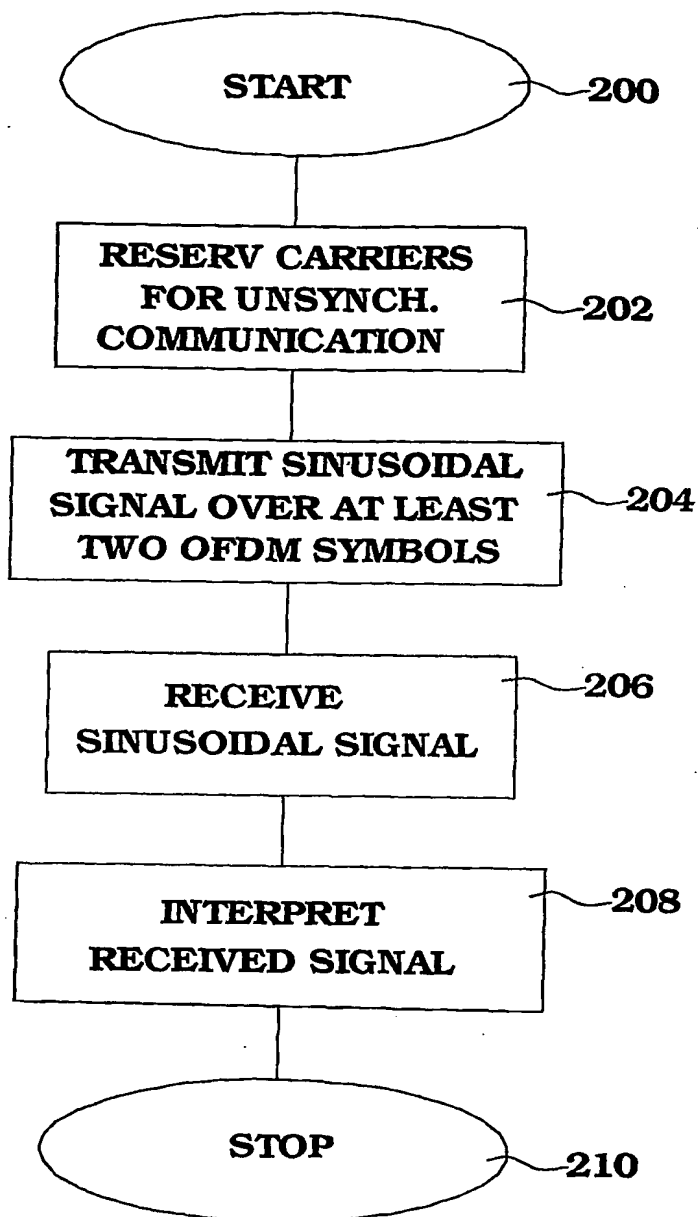 START
200
RESERV CARRIERS
FOR UNSYNCH.
COMMUNICATION
202
TRANSMIT SINUSOIDAL
SIGNAL OVER AT LEAST
TWO OFDM SYMBOLS
204
RECEIVE
SINUSOIDAL SIGNAL
206
INTERPRET
RECEIVED SIGNAL
208
STOP
210